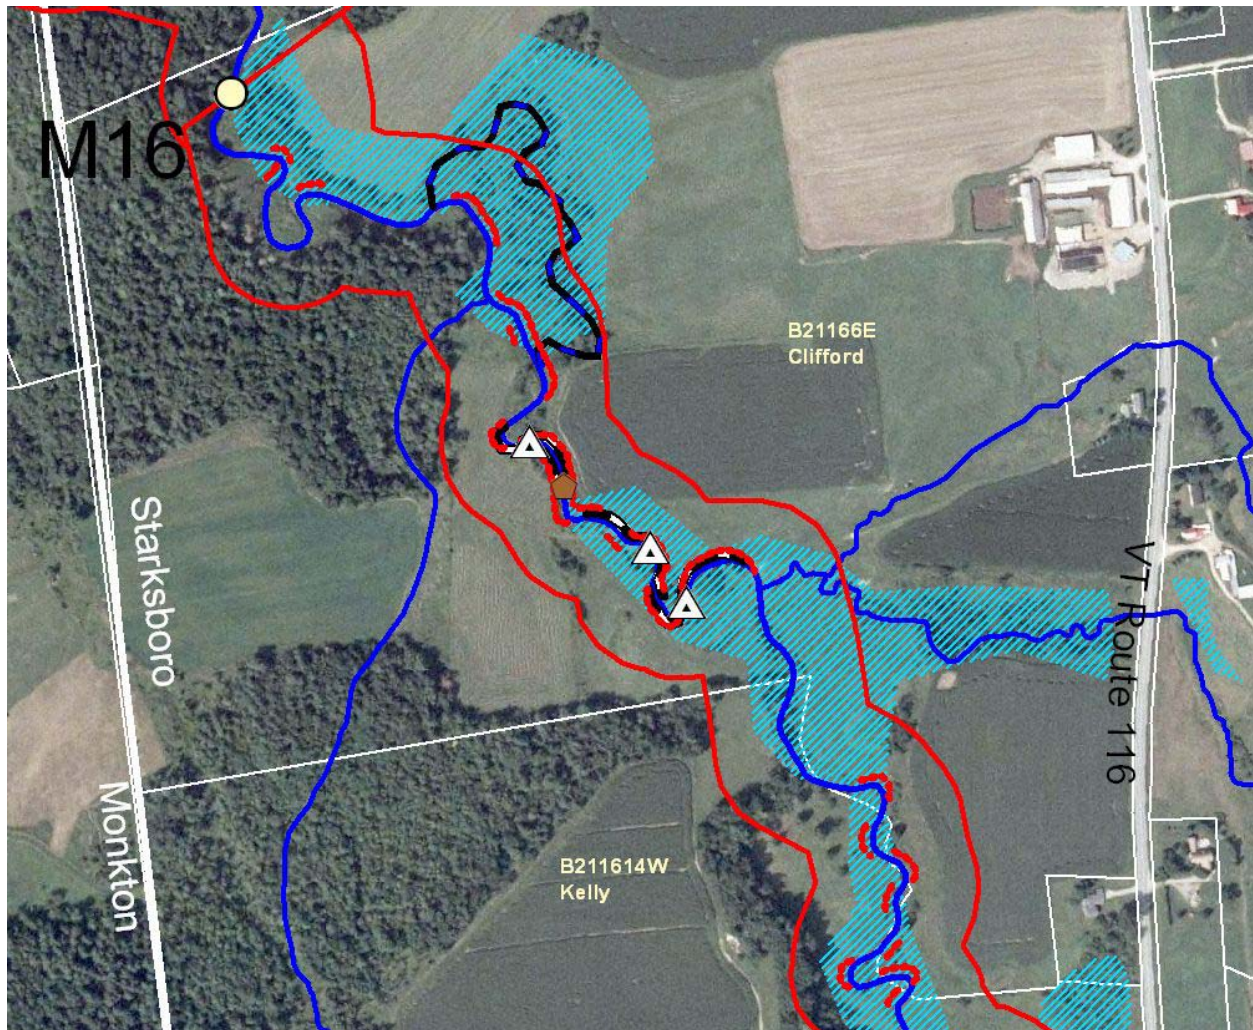 M16
B21166E
Clifford
Starksboro
VT Route 116
Monkton
B211614W
Kelly